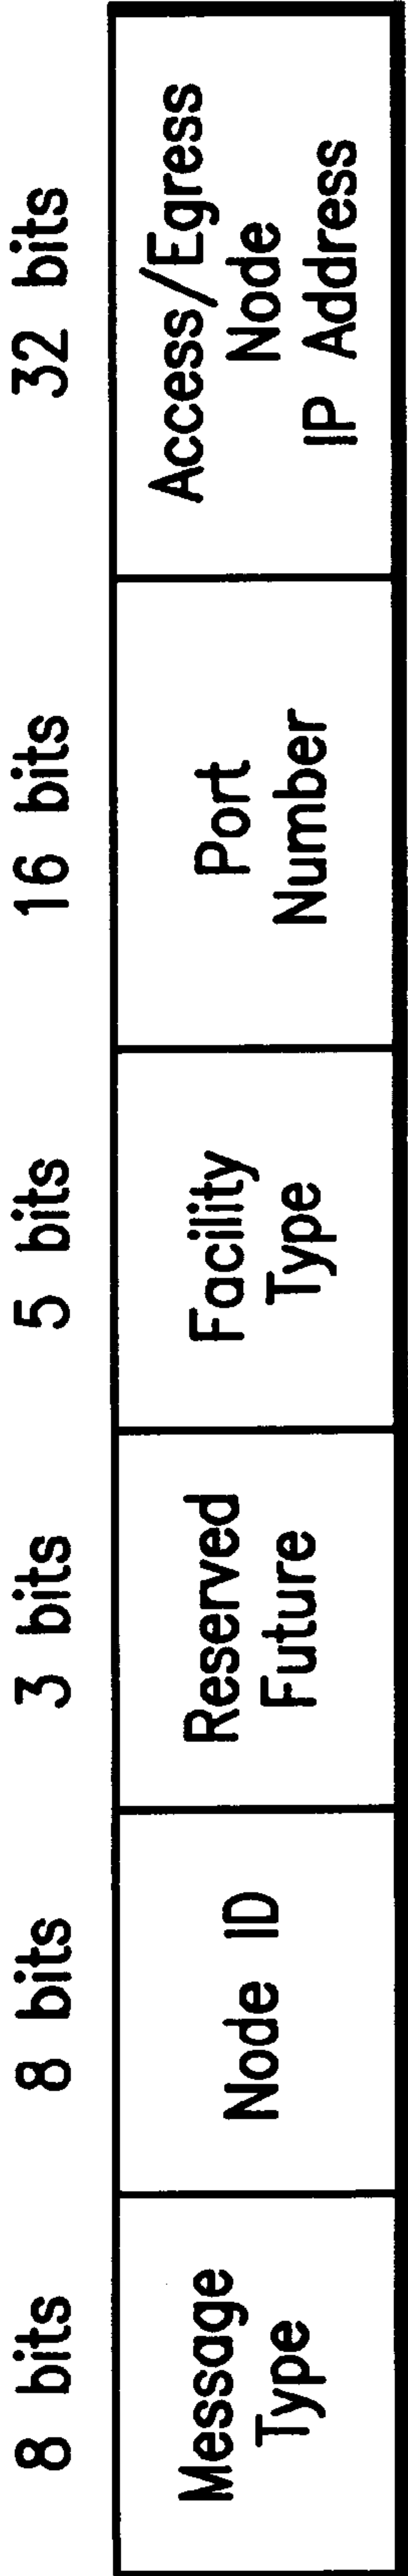 8 bits
8 bits
3 bits
5 bits
16 bits
32 bits
Message
Type
Node ID
Reserved
Future
Facility
Type
Port
Number
Access/Egress
Node
IP Address